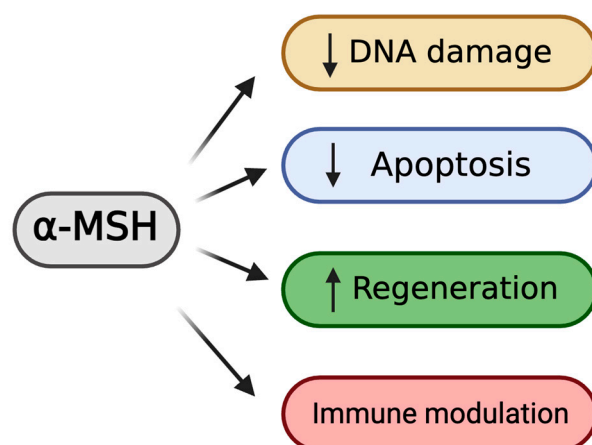 ↓ DNA damage
↓ Apoptosis
α-MSH
↑ Regeneration
Immune modulation